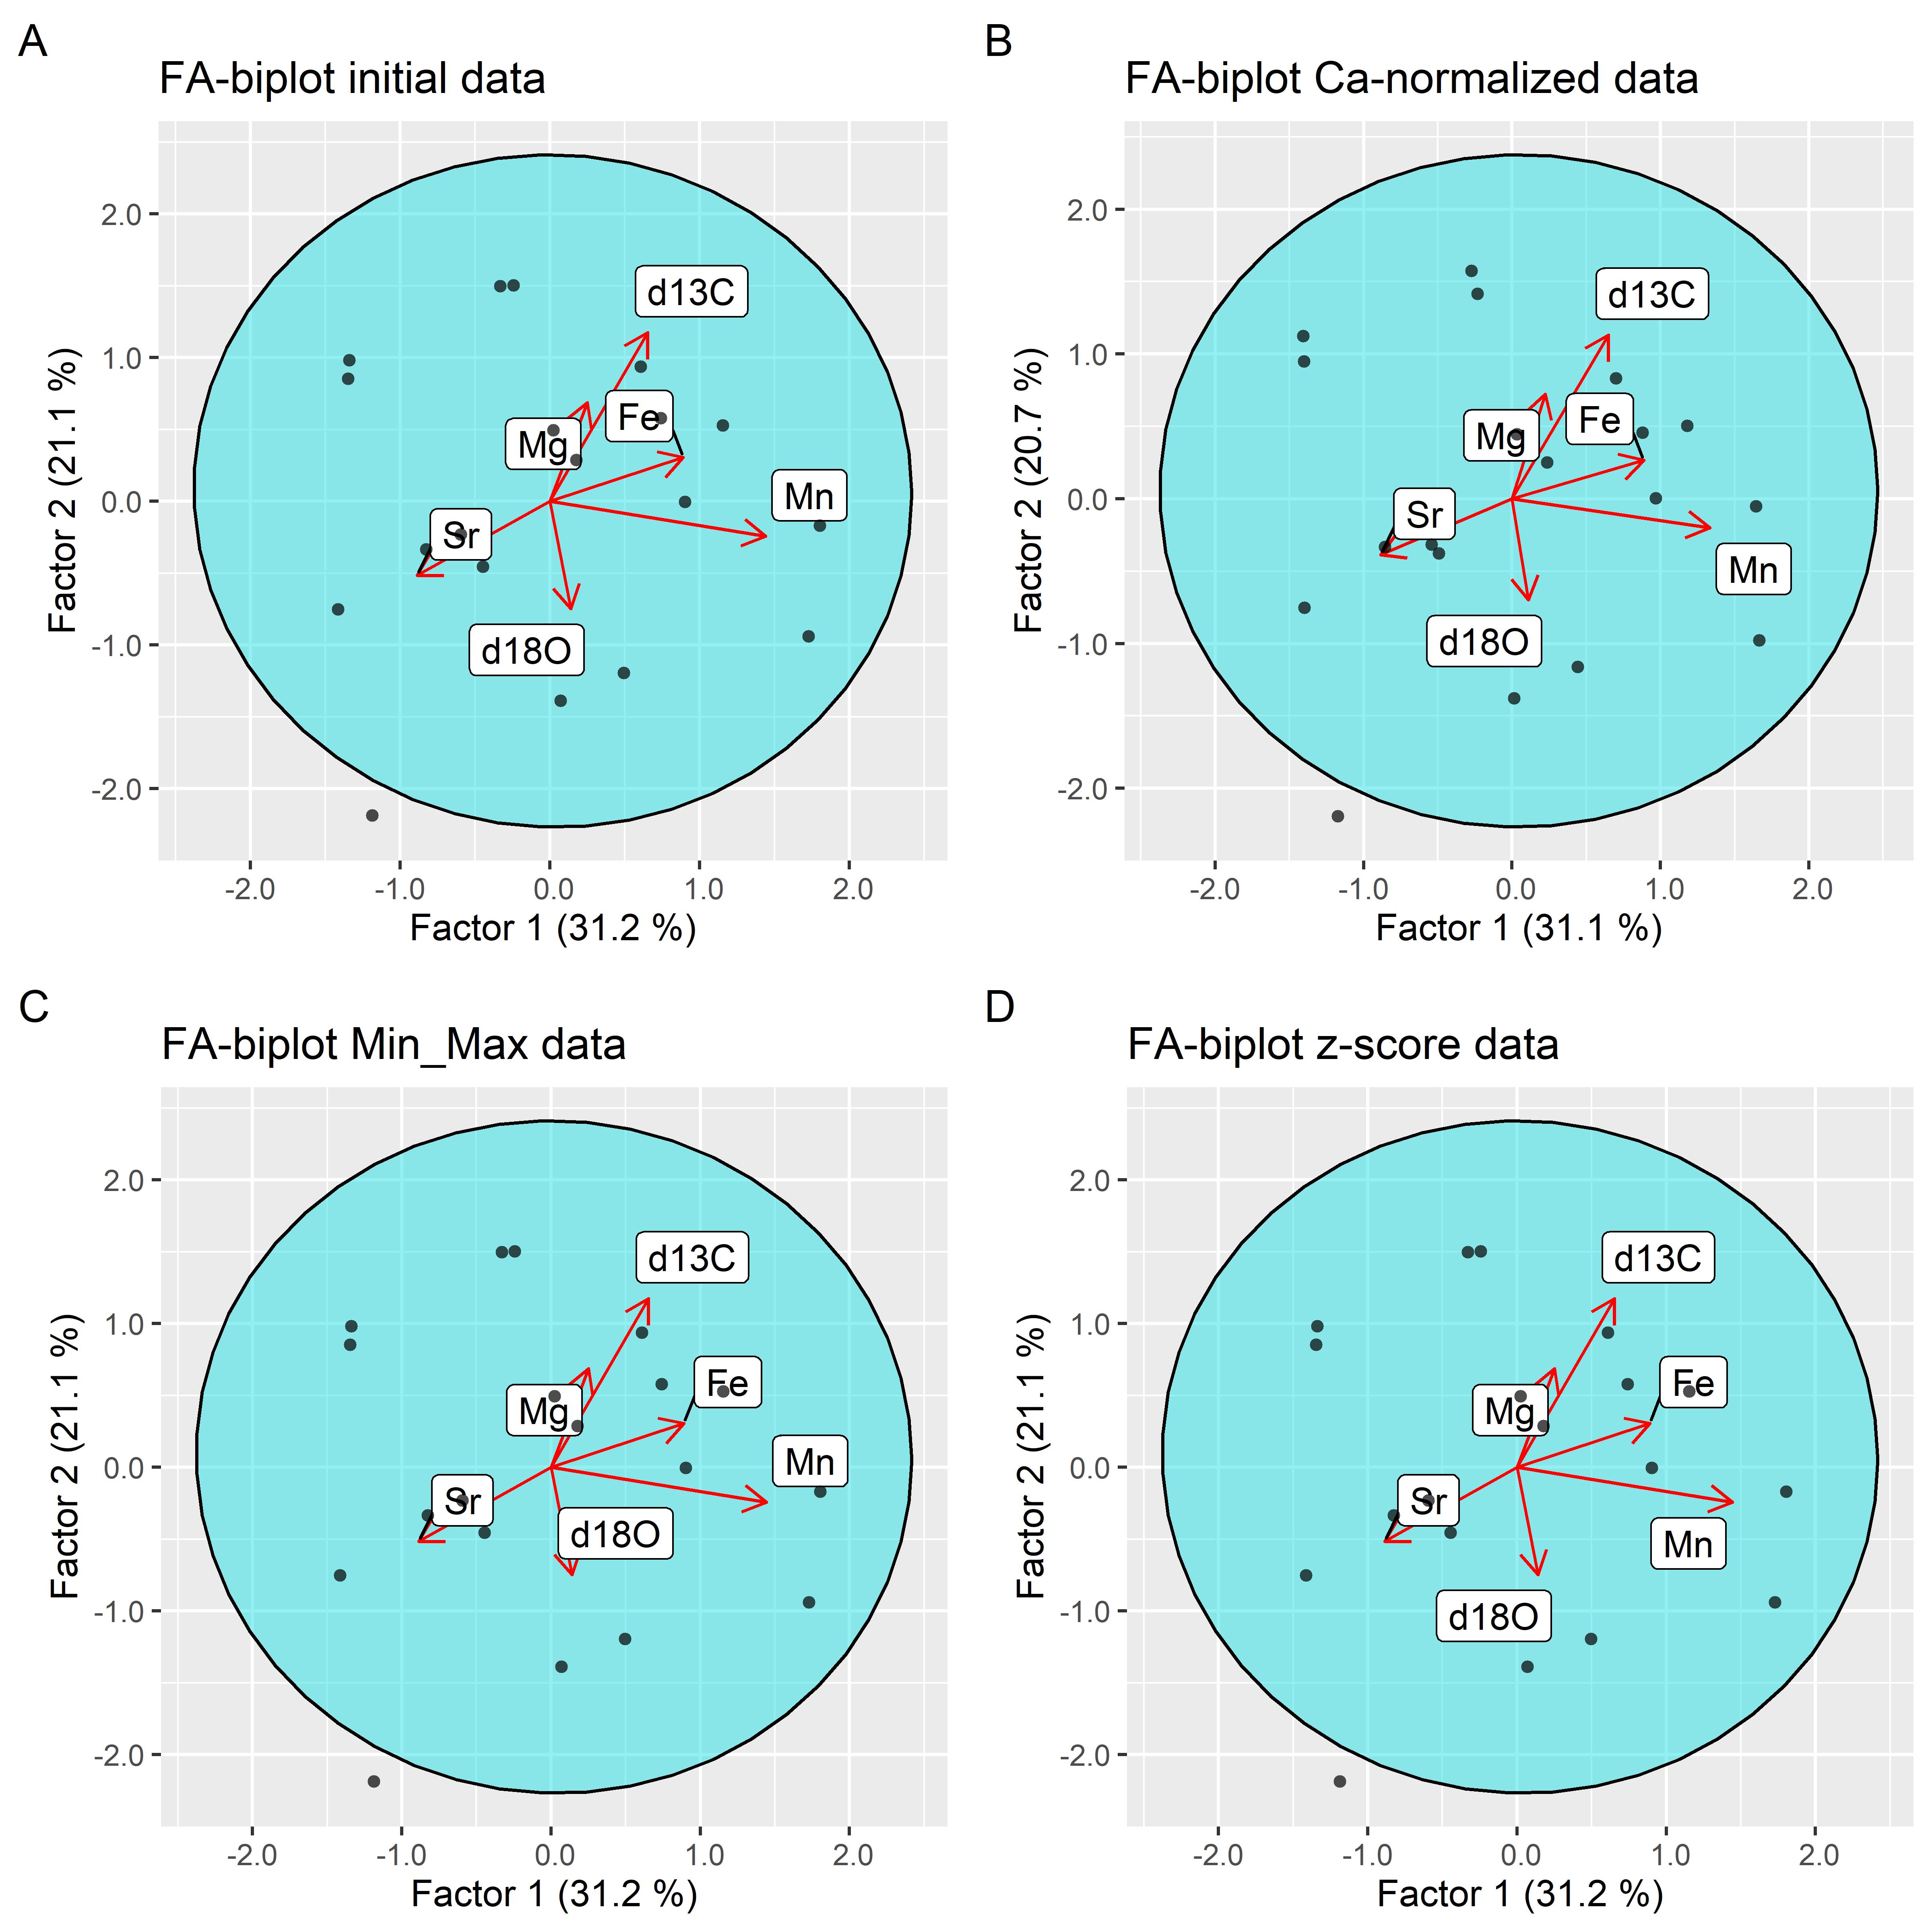 A
FA-biplot initial data
Factor 2 (21.1 %)
2.0
1.0
0.0
-1.0
-2.0
d13C
Fe
Mg
Mn
Sr
d18O
-2.0 -1.0 0.0 1.0 2.0
Factor 1 (31.2 %)
B
FA-biplot Ca-normalized data
Factor 2 (20.7 %)
2.0
1.0
0.0
-1.0
-2.0
d13C
Fe
Mg
Sr
Mn
d18O
-2.0 -1.0 0.0 1.0 2.0
Factor 1 (31.1 %)
C
FA-biplot Min_Max data
Factor 2 (21.1 %)
2.0
1.0
0.0
-1.0
-2.0
d13C
Fe
Mg
Mn
Sr
d18O
-2.0 -1.0 0.0 1.0 2.0
Factor 1 (31.2 %)
D
FA-biplot z-score data
Factor 2 (21.1 %)
2.0
1.0
0.0
-1.0
-2.0
d13C
Fe
Mg
Sr
Mn
d18O
-2.0 -1.0 0.0 1.0 2.0
Factor 1 (31.2 %)